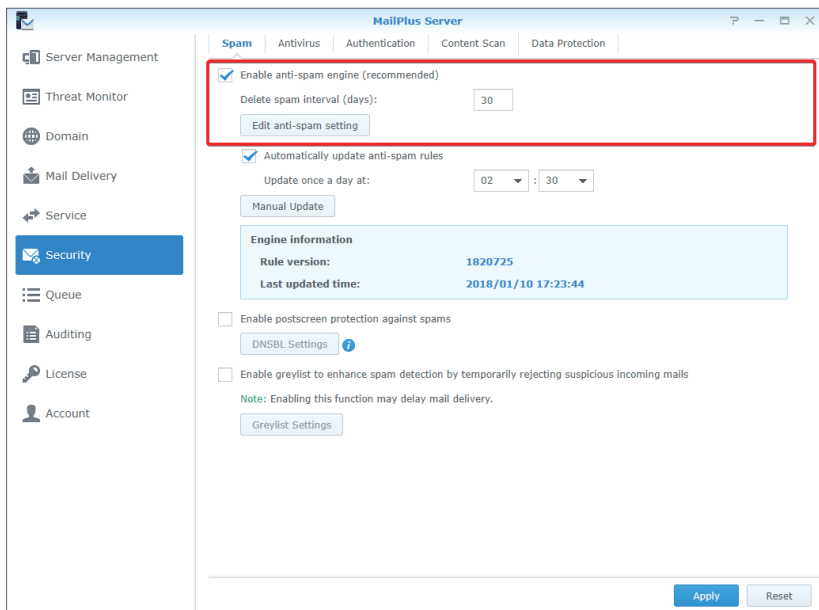 MailPlus Server
Server Management
Threat Monitor
Domain
Mail Delivery
Service
Security
Queue
Auditing
License
Account
Spam Antivirus Authentication Content Scan Data Protection
Enable anti-spam engine (recommended)
Delete spam interval (days): 30
Edit anti-spam setting
Automatically update anti-spam rules
Update once a day at: 02 : 30
Manual Update
Engine information
Rule version: 1820725
Last updated time: 2018/01/10 17:23:44
Enable postscreen protection against spams
DNSBL Settings i
Enable greylist to enhance spam detection by temporarily rejecting suspicious incoming mails
Note: Enabling this function may delay mail delivery.
Greylist Settings
Apply Reset